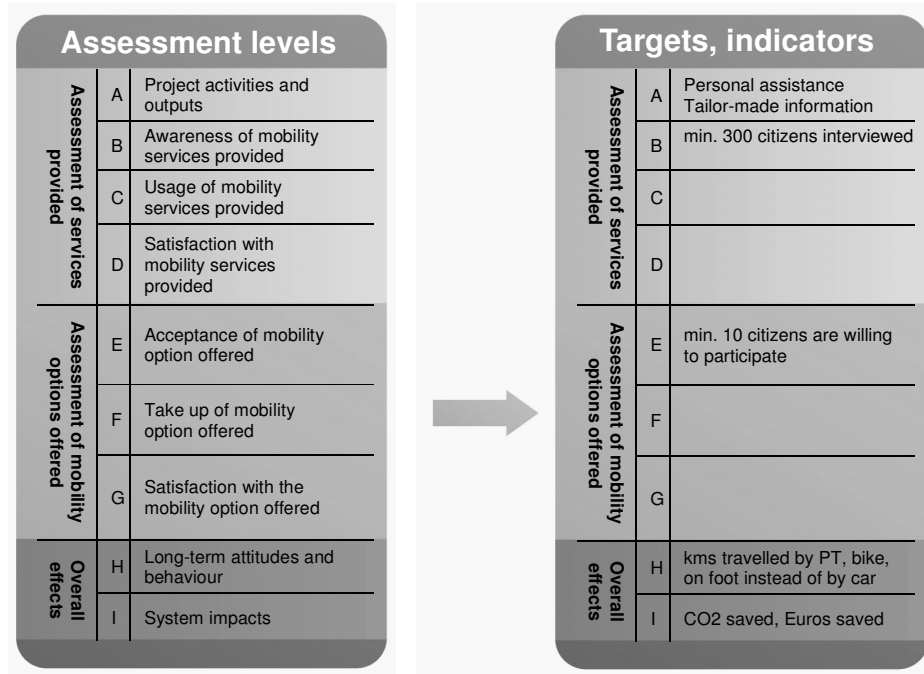 Assessment levels
Assessment of services
provided
A
Project activities and
outputs
B
Awareness of mobility
services provided
C
Usage of mobility
services provided
D
Satisfaction with
mobility services
provided
Assessment of mobility
options offered
E
Acceptance of mobility
option offered
F
Take up of mobility
option offered
G
Satisfaction with the
mobility option offered
Overall
effects
H
Long-term attitudes and
behaviour
I
System impacts
Targets, indicators
Assessment of services
provided
A
Personal assistance
Tailor-made information
B
min. 300 citizens interviewed
C
D
Assessment of mobility
options offered
E
min. 10 citizens are willing
to participate
F
G
Overall
effects
H
kms travelled by PT, bike,
on foot instead of by car
I
CO2 saved, Euros saved